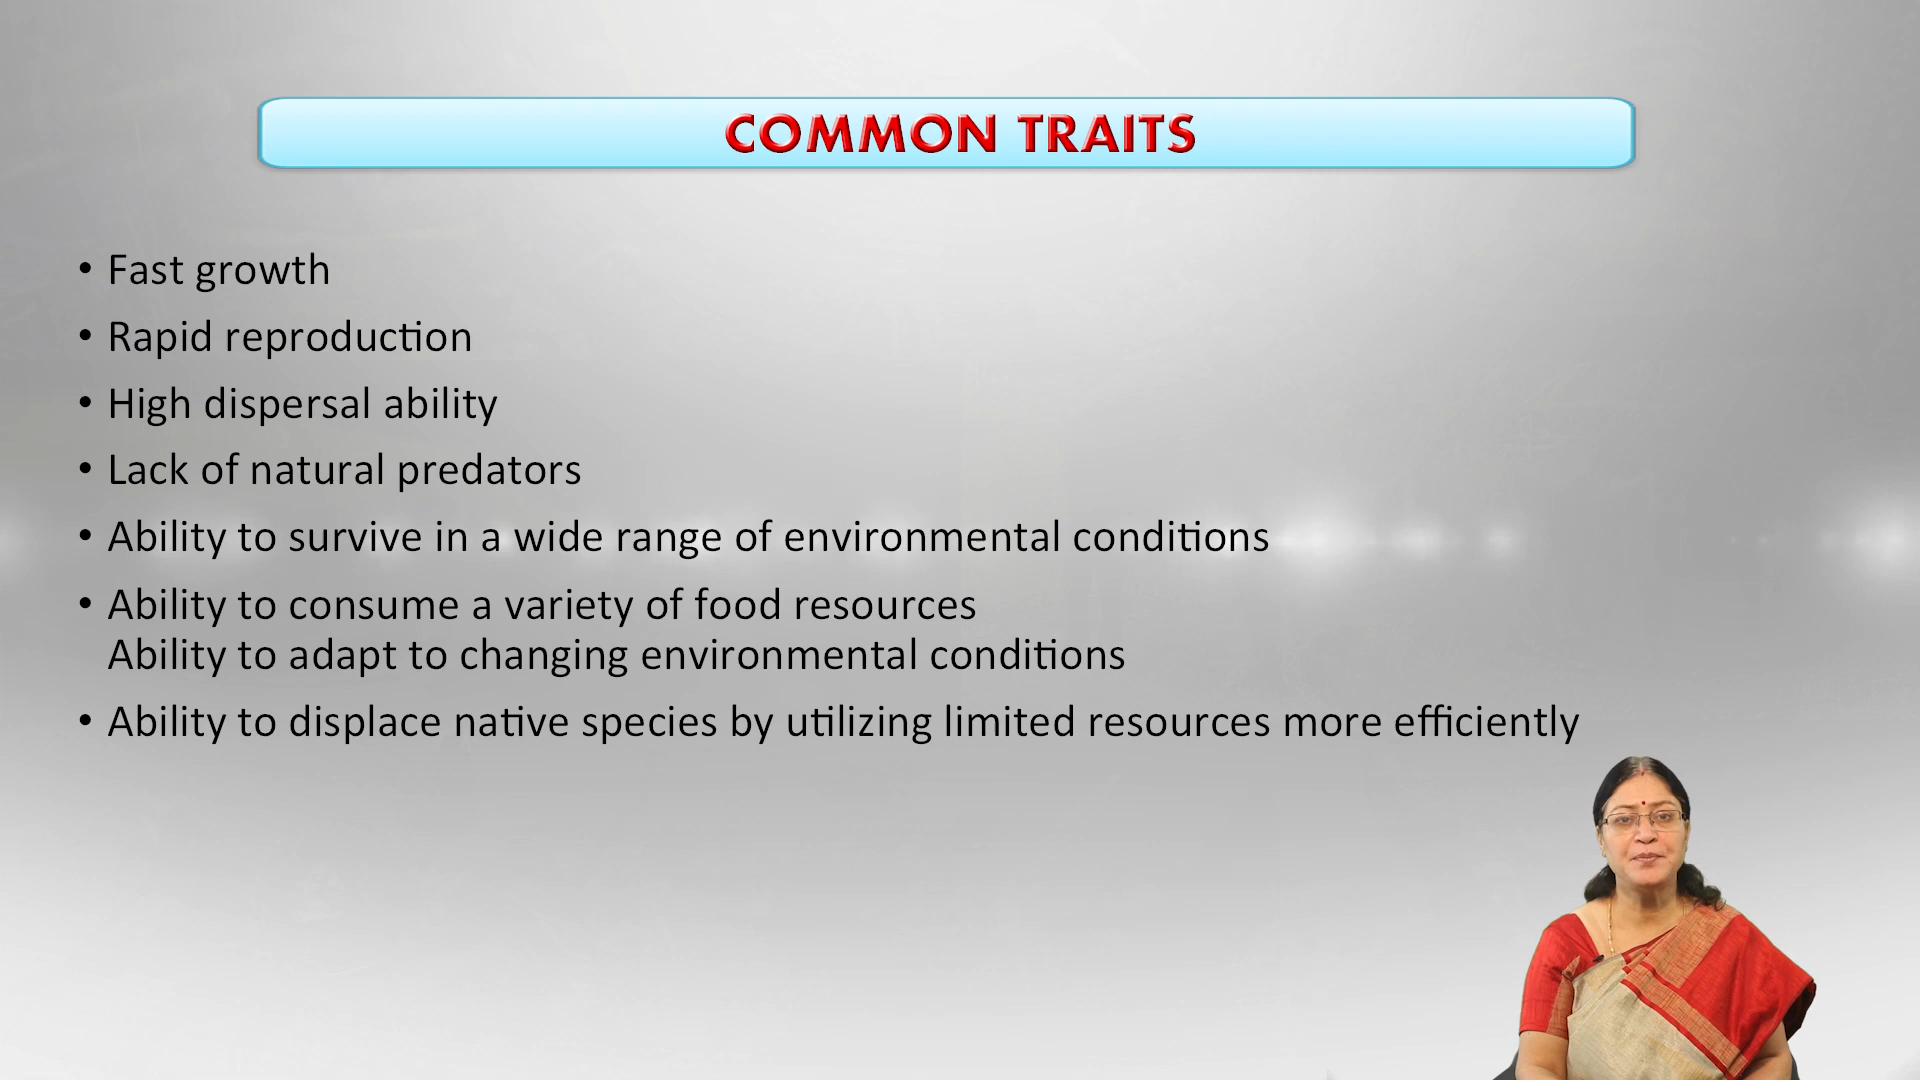 COMMON TRAITS
• Fast growth
• Rapid reproduction
• High dispersal ability
• Lack of natural predators
• Ability to survive in a wide range of environmental conditions
• Ability to consume a variety of food resources
Ability to adapt to changing environmental conditions
• Ability to displace native species by utilizing limited resources more efficiently